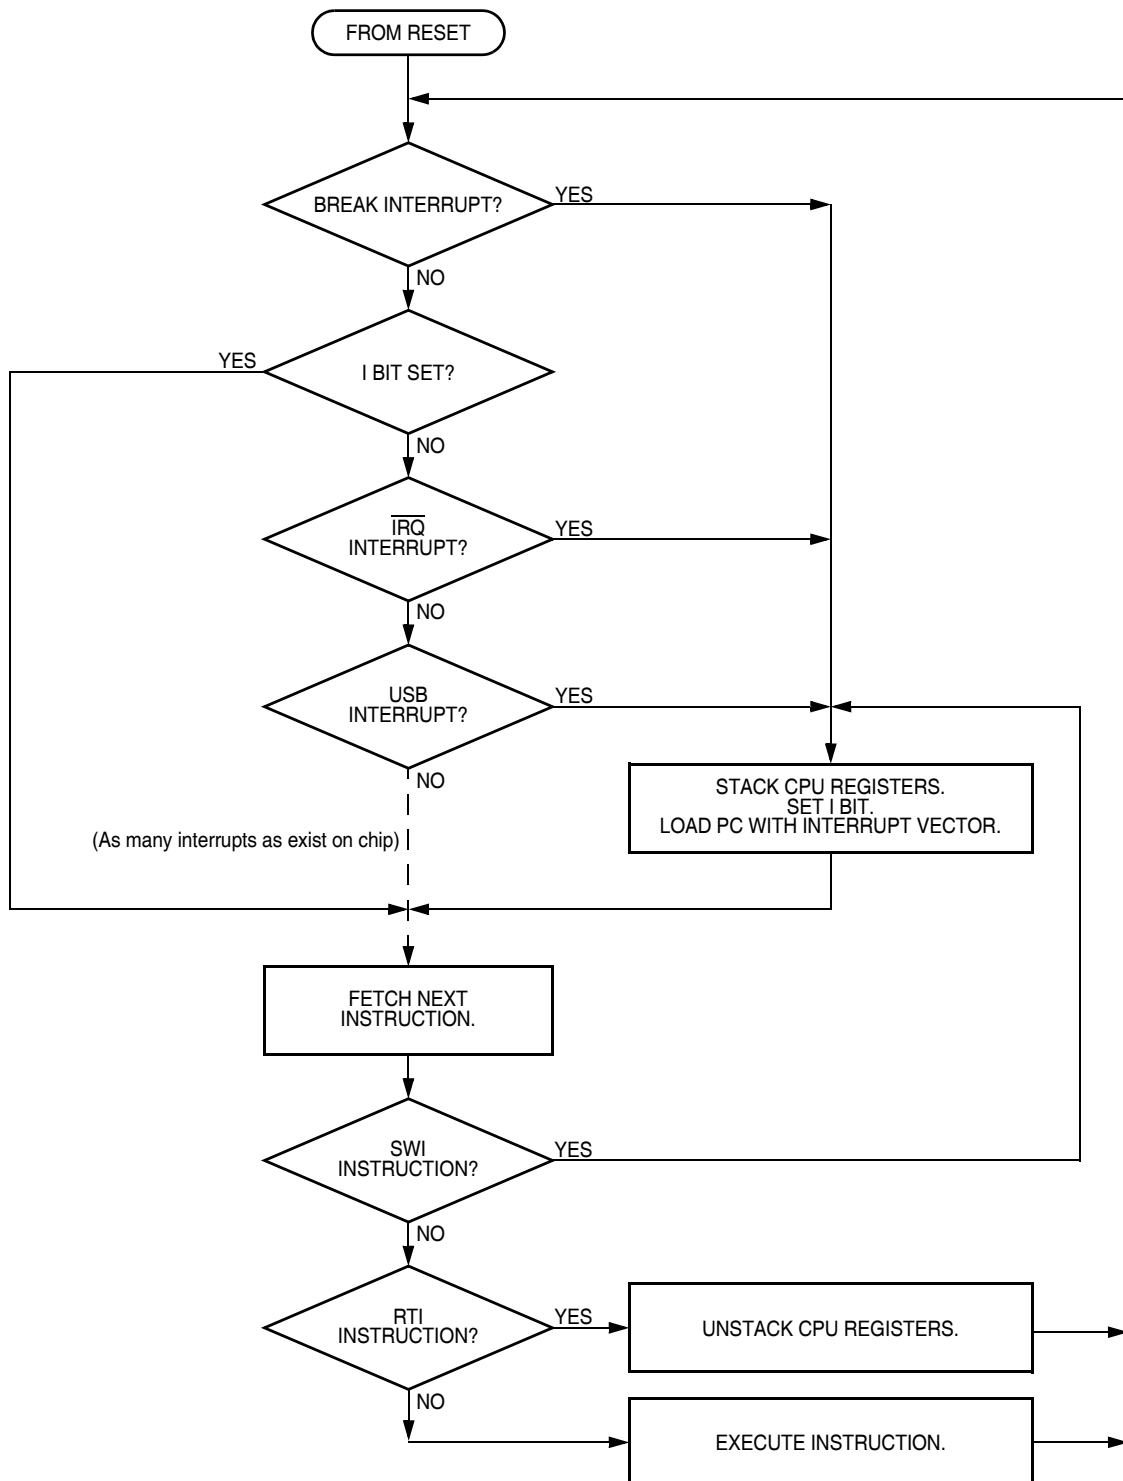 FROM RESET
BREAK INTERRUPT?
YES
NO
YES
I BIT SET?
NO
IRQ
INTERRUPT?
YES
NO
USB
INTERRUPT?
YES
NO
STACK CPU REGISTERS.
SET I BIT.
LOAD PC WITH INTERRUPT VECTOR.
(As many interrupts as exist on chip)
FETCH NEXT
INSTRUCTION.
SWI
INSTRUCTION?
YES
NO
RTI
INSTRUCTION?
YES
UNSTACK CPU REGISTERS.
NO
EXECUTE INSTRUCTION.